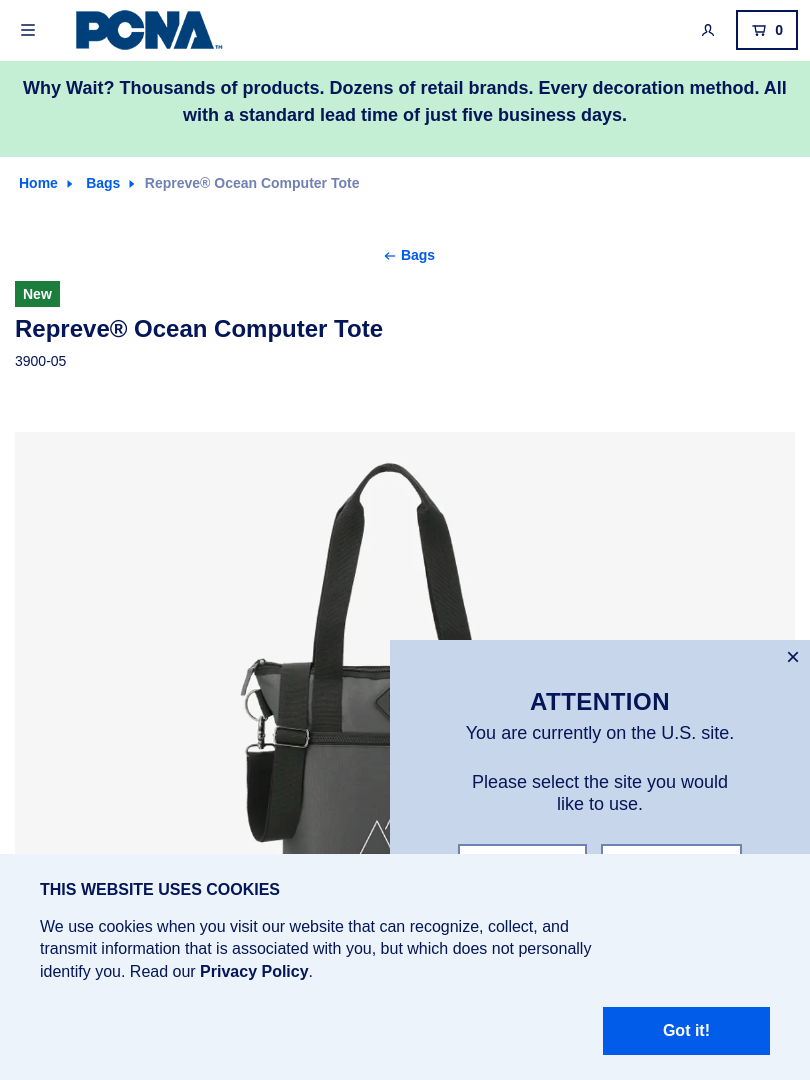 PCNA™
0
Why Wait? Thousands of products. Dozens of retail brands. Every decoration method. All
with a standard lead time of just five business days.
Home
Bags
Repreve® Ocean Computer Tote
Bags
New
Repreve® Ocean Computer Tote
3900-05
ATTENTION
You are currently on the U.S. site.
Please select the site you would
like to use.
THIS WEBSITE USES COOKIES
We use cookies when you visit our website that can recognize, collect, and
transmit information that is associated with you, but which does not personally
identify you. Read our Privacy Policy.
Got it!